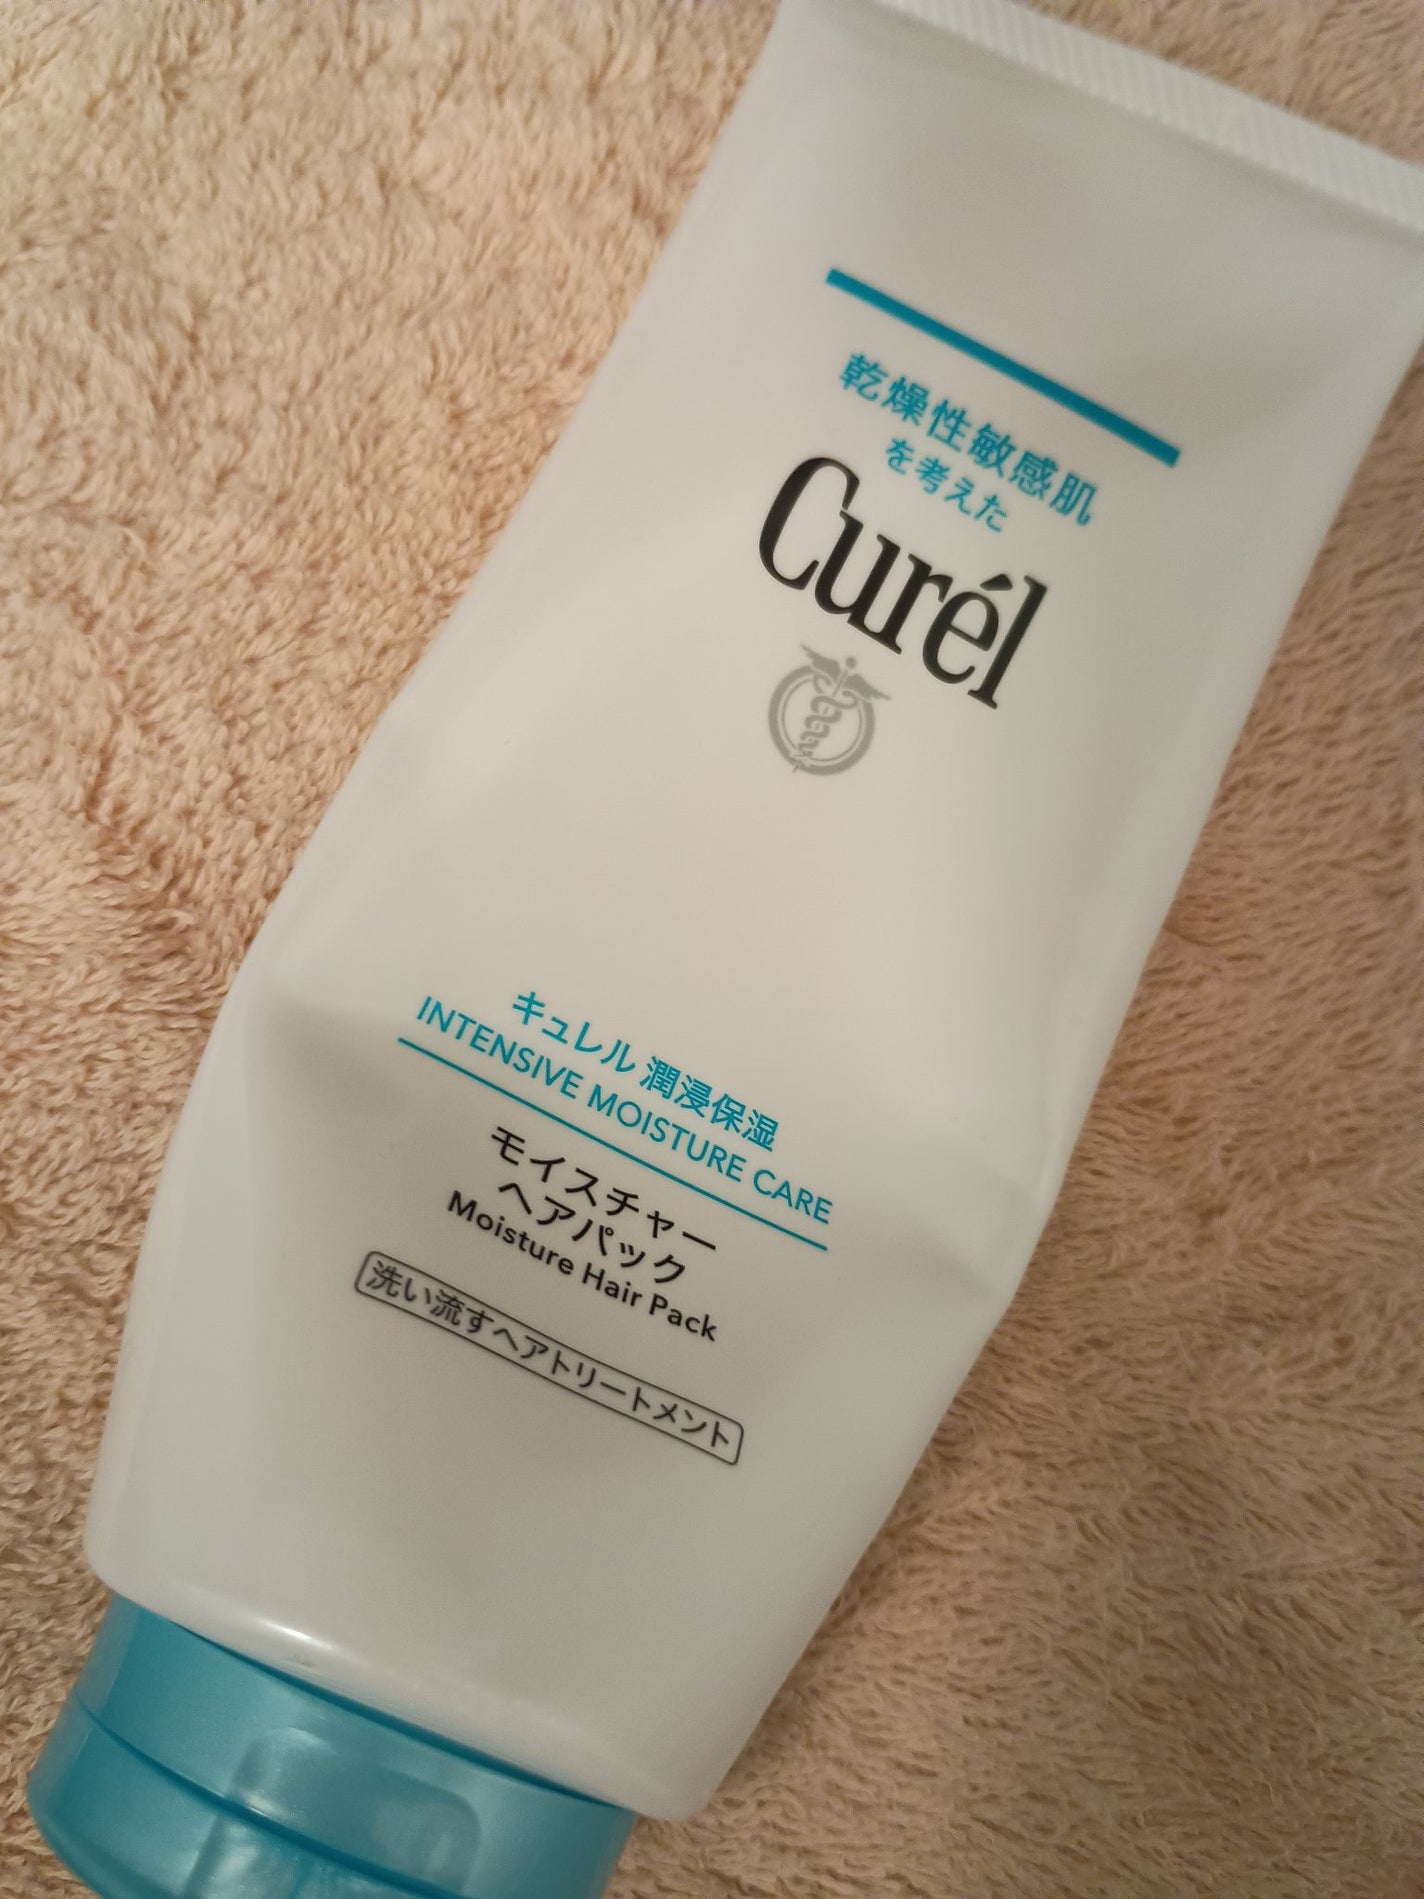 乾燥性敏感肌
を考えた
Curél
キュレル 潤浸保湿
INTENSIVE MOISTURE CARE
モイスチャー
ヘアパック
Moisture Hair Pack
洗い流すヘアトリートメント